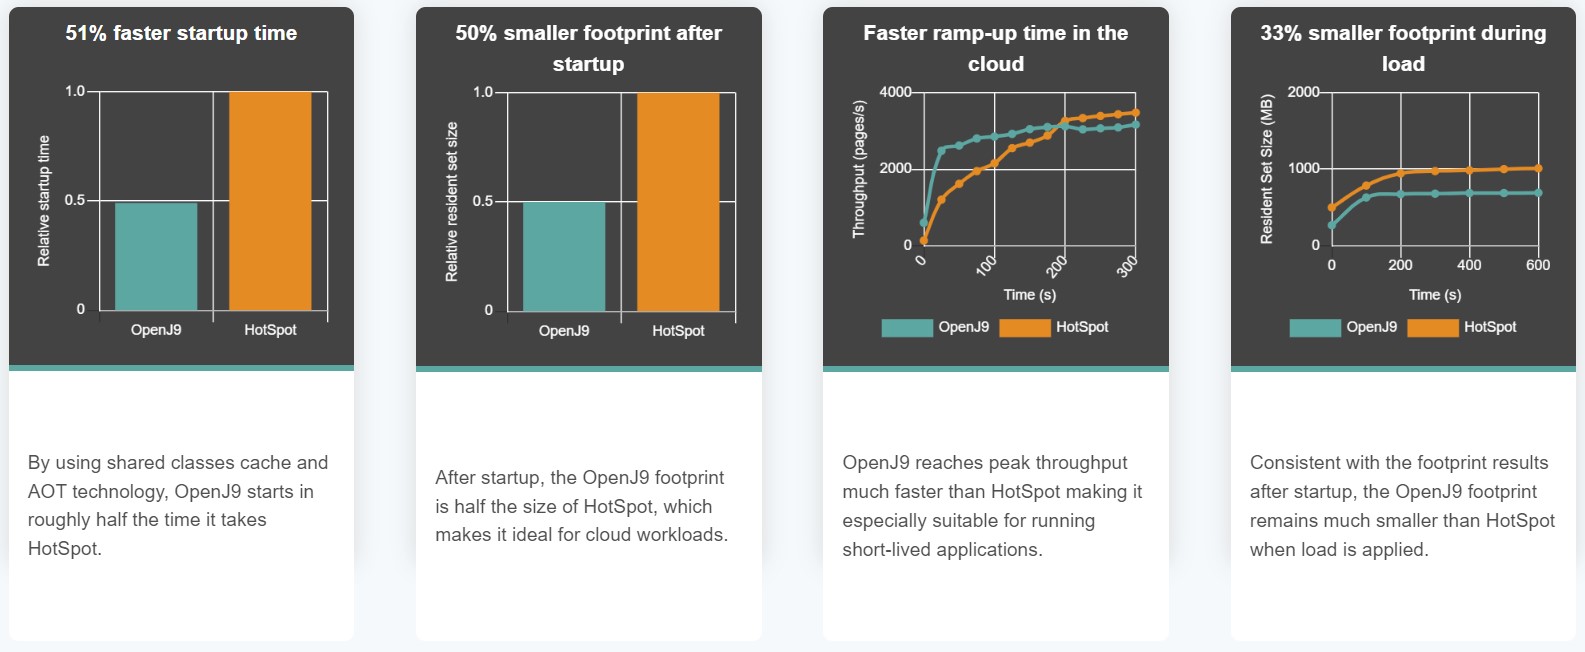 51% faster startup time
Relative startup time
1.0
0.5
0
OpenJ9
HotSpot
By using shared classes cache and
AOT technology, OpenJ9 starts in
roughly half the time it takes
HotSpot.
50% smaller footprint after
startup
Relative resident set size
1.0
0.5
0
OpenJ9
HotSpot
After startup, the OpenJ9 footprint
is half the size of HotSpot, which
makes it ideal for cloud workloads.
Faster ramp-up time in the
cloud
Throughput (pages/s)
4000
2000
0
0
100
200
300
Time (s)
OpenJ9
HotSpot
OpenJ9 reaches peak throughput
much faster than HotSpot making it
especially suitable for running
short-lived applications.
33% smaller footprint during
load
Resident Set Size (MB)
2000
1000
0
0
200
400
600
Time (s)
OpenJ9
HotSpot
Consistent with the footprint results
after startup, the OpenJ9 footprint
remains much smaller than HotSpot
when load is applied.